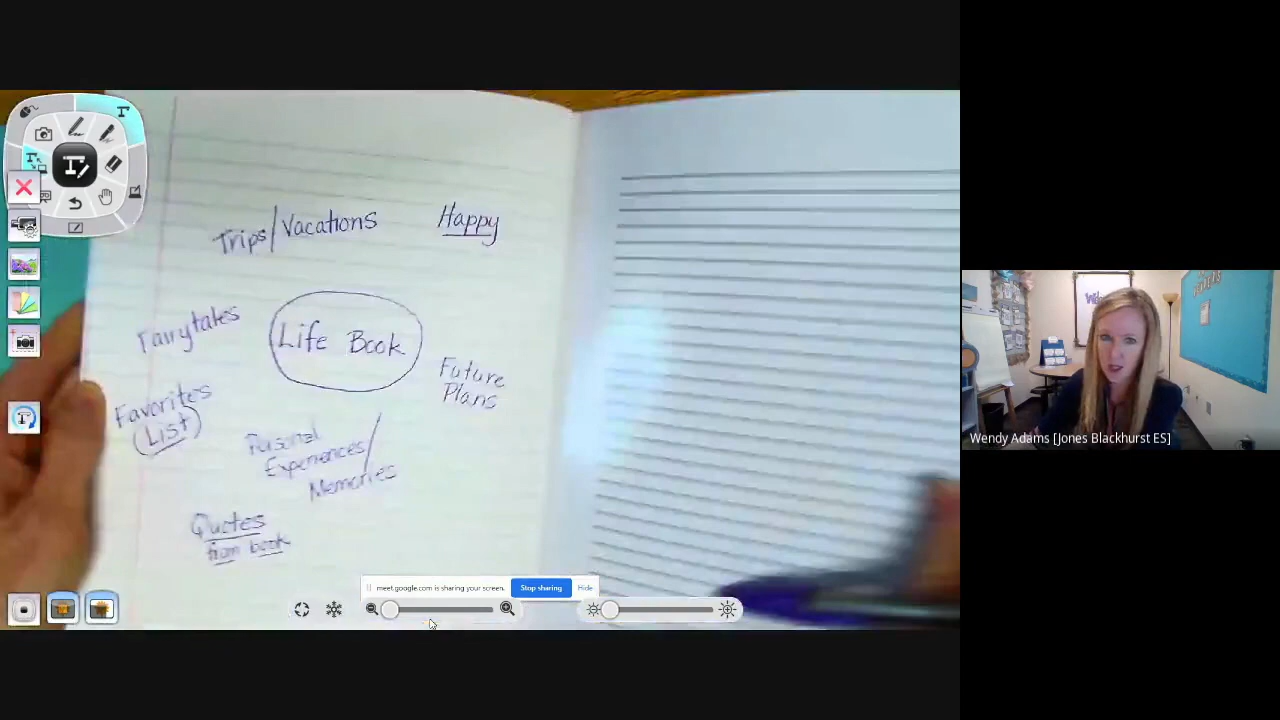 Trips/Vacations
Happy
Fairytales
Life Book
Future
Plans
Favorites
(List)
Personal
Experiences/
Memories
Quotes
from book
meet.google.com is sharing your screen.
Stop sharing
Hide
Wendy Adams [Jones Blackhurst ES]